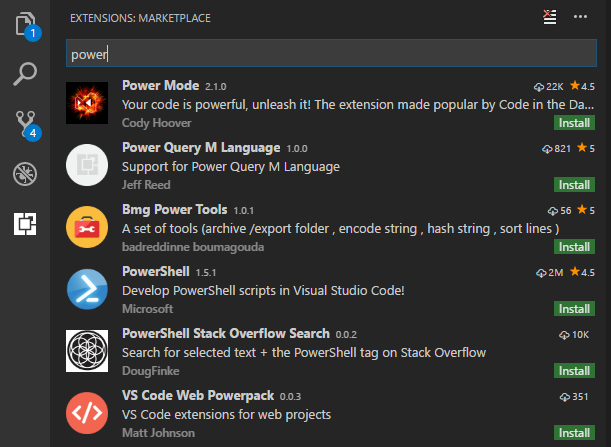 EXTENSIONS: MARKETPLACE
1
power
Power Mode 2.1.0 22K 4.5
Your code is powerful, unleash it! The extension made popular by Code in the Da...
Cody Hoover Install
4
Power Query M Language 1.0.0 821 5
Support for Power Query M Language
Jeff Reed Install
Bmg Power Tools 1.0.1 56 5
A set of tools (archive /export folder , encode string , hash string , sort lines )
badreddinne boumagouda Install
PowerShell 1.5.1 2M 4.5
Develop PowerShell scripts in Visual Studio Code!
Microsoft Install
PowerShell Stack Overflow Search 0.0.2 10K
Search for selected text + the PowerShell tag on Stack Overflow
DougFinke Install
VS Code Web Powerpack 0.0.3 351
VS Code extensions for web projects
Matt Johnson Install